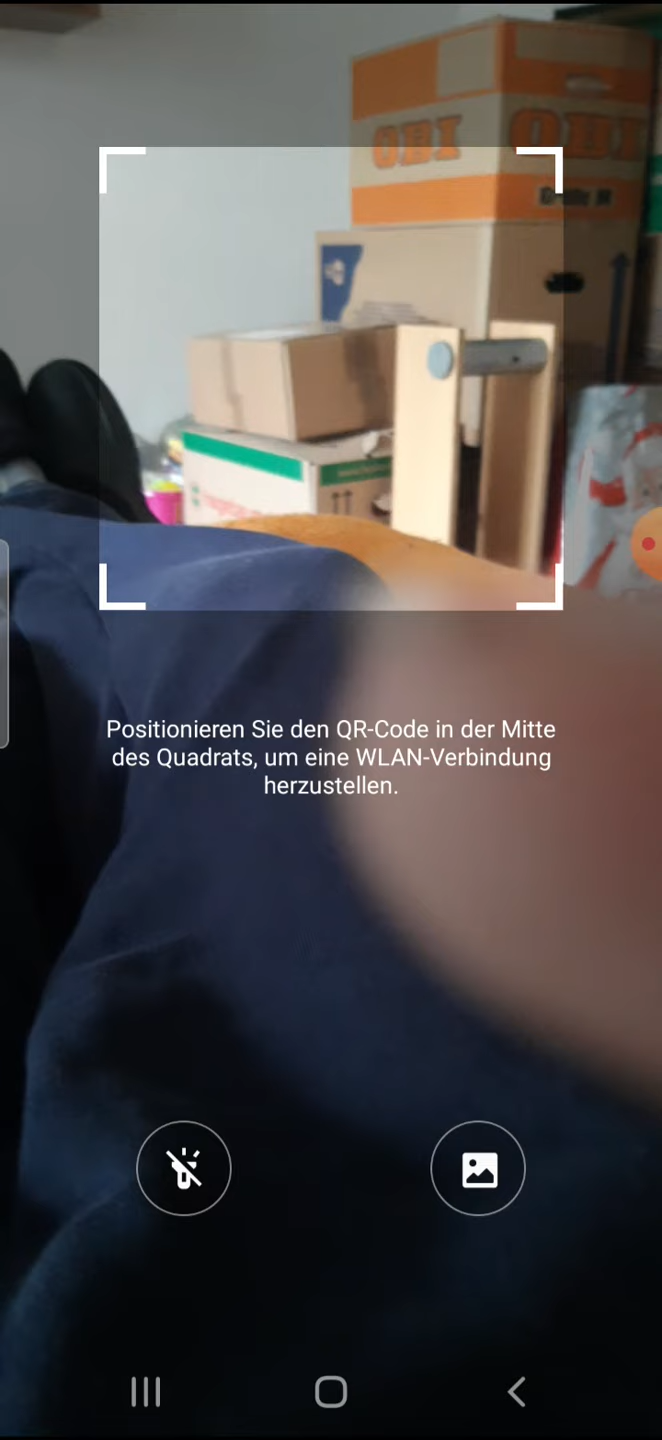 OBI
OBI
Positionieren Sie den QR-Code in der Mitte
des Quadrats, um eine WLAN-Verbindung
herzustellen.